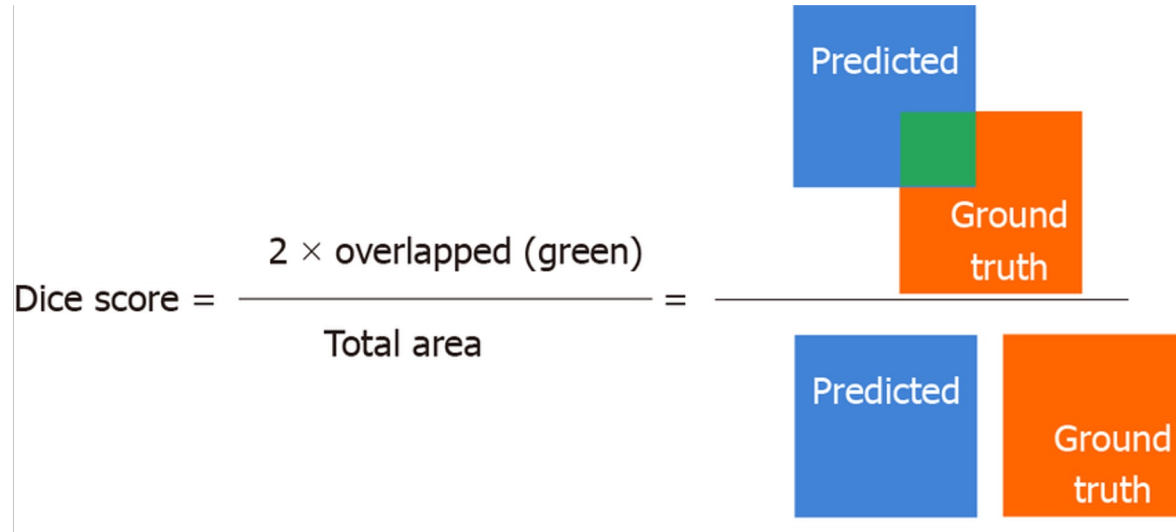 Predicted
Ground
truth
2 × overlapped (green)
Dice score = =
Total area
Predicted
Ground
truth